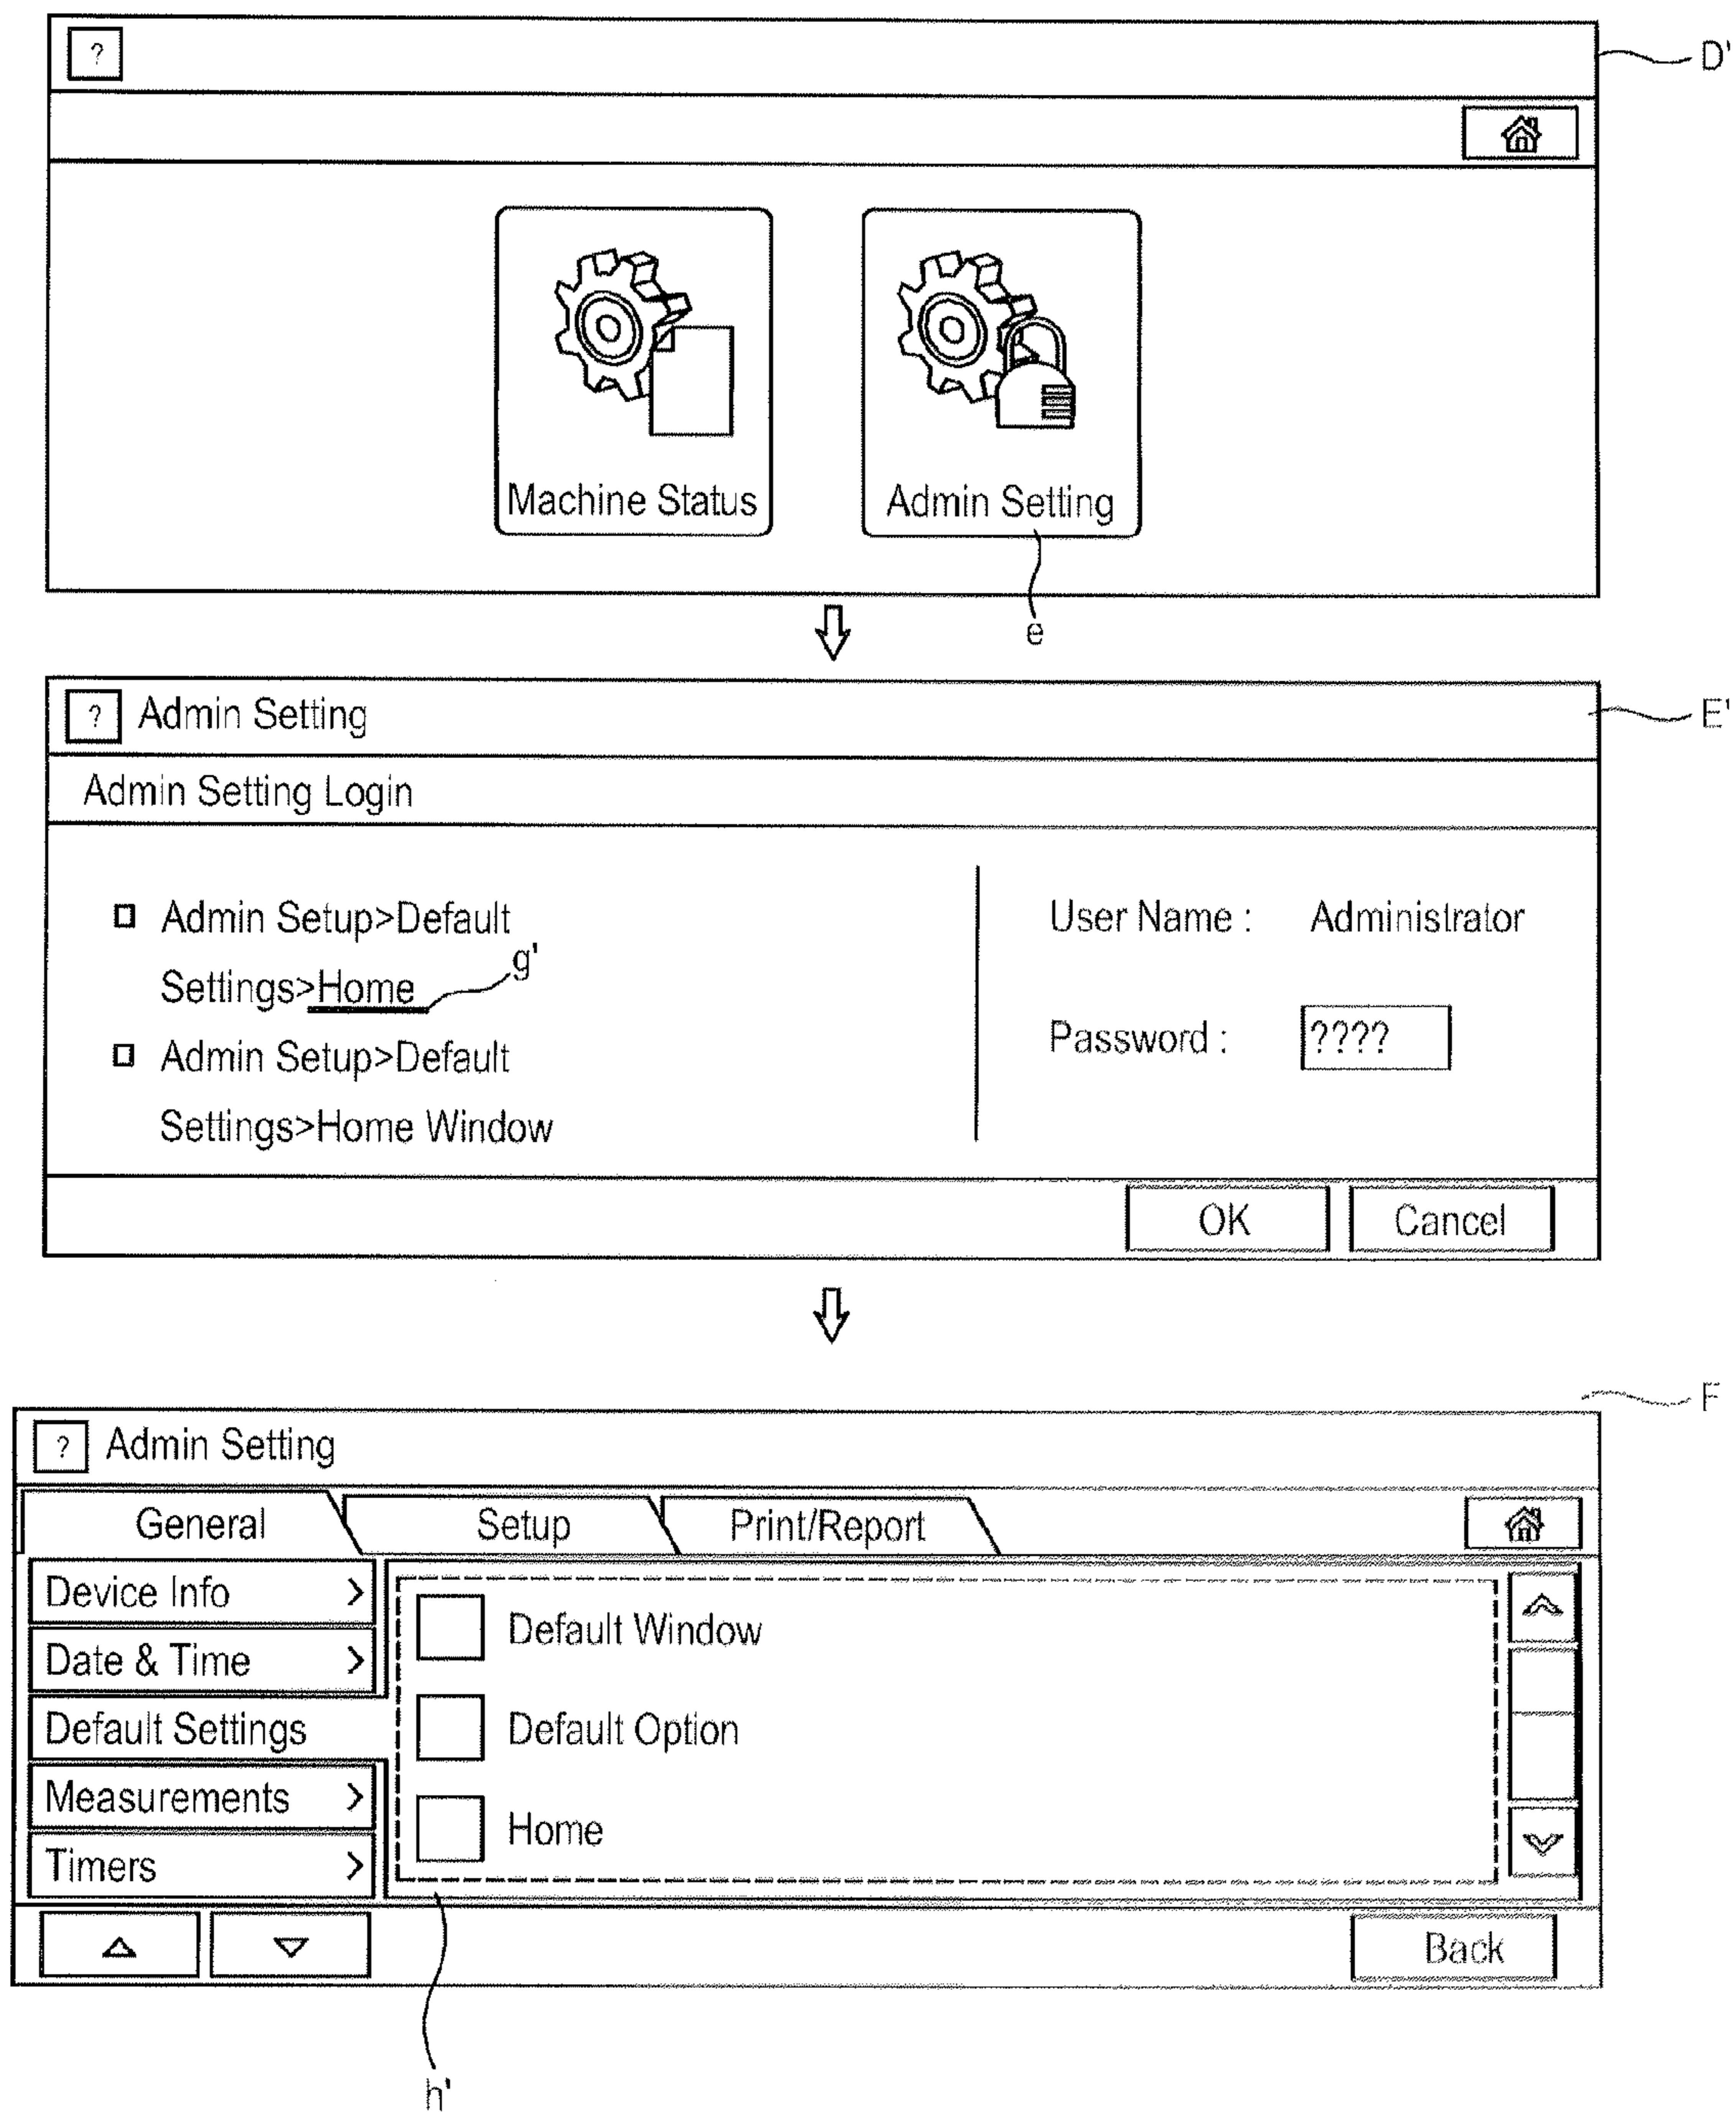 ?
D'
Machine Status
Admin Setting
e
? Admin Setting
E'
Admin Setting Login
Admin Setup>Default
Settings>Home
g'
Admin Setup>Default
Settings>Home Window
User Name : Administrator
Password : ????
OK Cancel
F
? Admin Setting
General Setup Print/Report
Device Info >
Date & Time >
Default Settings
Measurements >
Timers >
Default Window
Default Option
Home
Back
h'